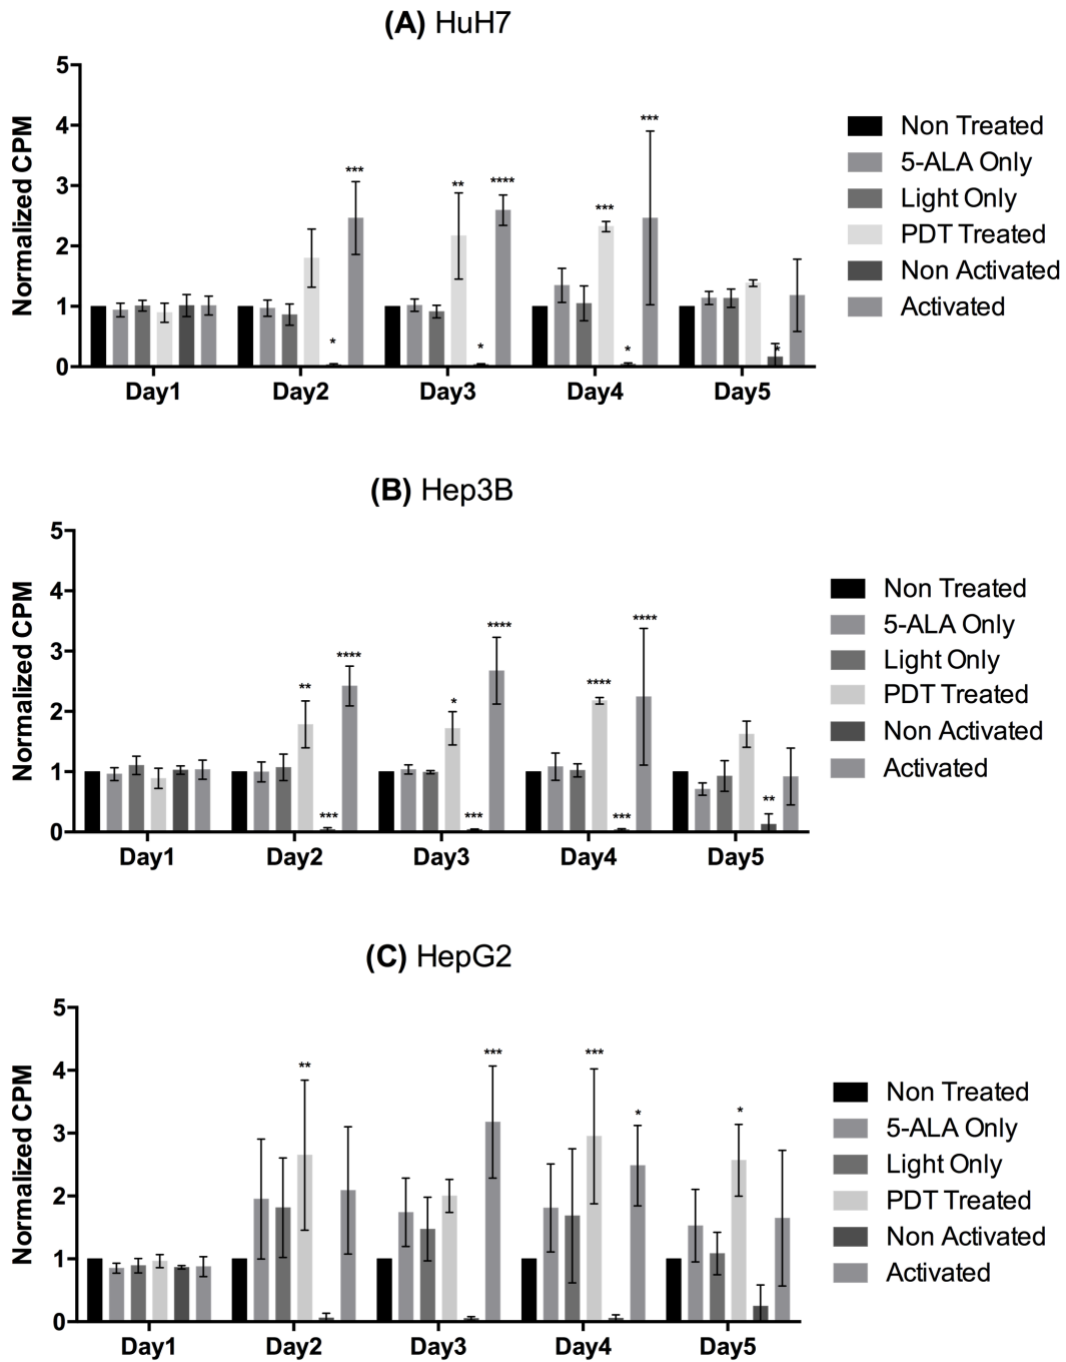 (A) HuH7
Normalized CPM
5
4
3
2
1
0
***
*
**
****
*
***
*
***
*
Day1 Day2 Day3 Day4 Day5
Non Treated
5-ALA Only
Light Only
PDT Treated
Non Activated
Activated
(B) Hep3B
Normalized CPM
5
4
3
2
1
0
**
***
****
*
***
****
****
***
****
**
Day1 Day2 Day3 Day4 Day5
Non Treated
5-ALA Only
Light Only
PDT Treated
Non Activated
Activated
(C) HepG2
Normalized CPM
5
4
3
2
1
0
**
***
***
*
*
Day1 Day2 Day3 Day4 Day5
Non Treated
5-ALA Only
Light Only
PDT Treated
Non Activated
Activated